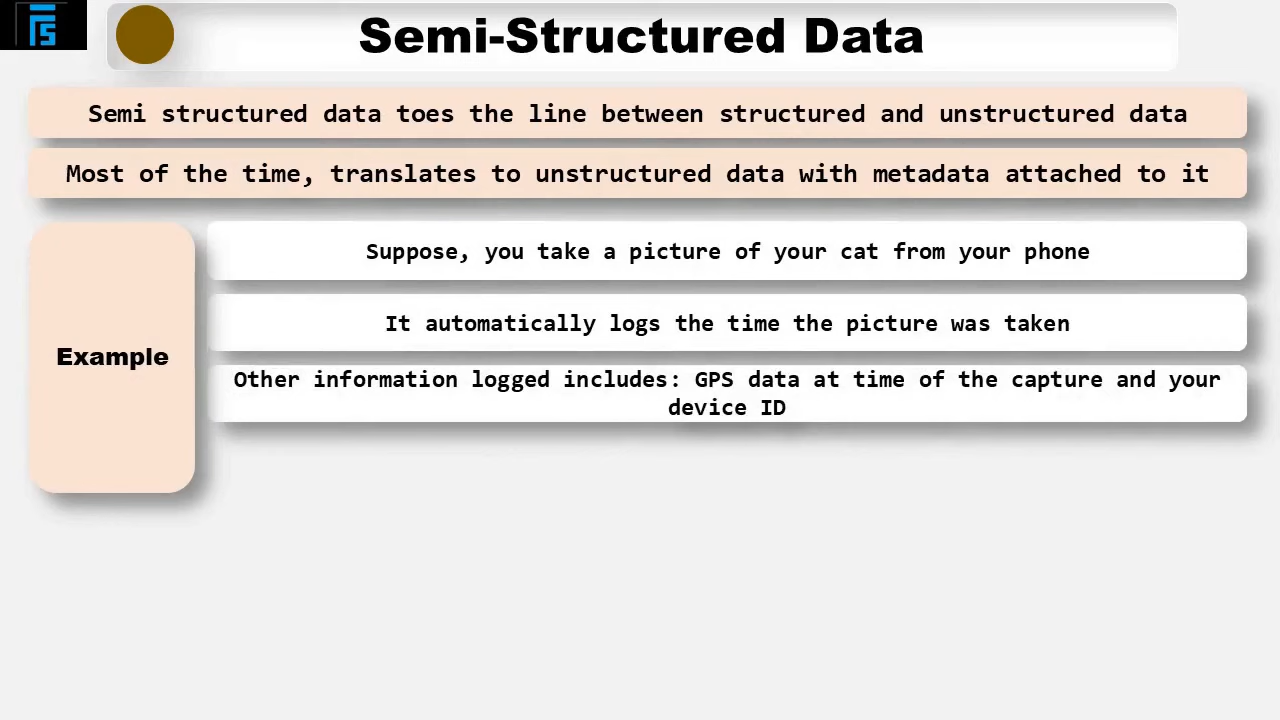 Semi-Structured Data
Semi structured data toes the line between structured and unstructured data
Most of the time, translates to unstructured data with metadata attached to it
Example
Suppose, you take a picture of your cat from your phone
It automatically logs the time the picture was taken
Other information logged includes: GPS data at time of the capture and your
device ID